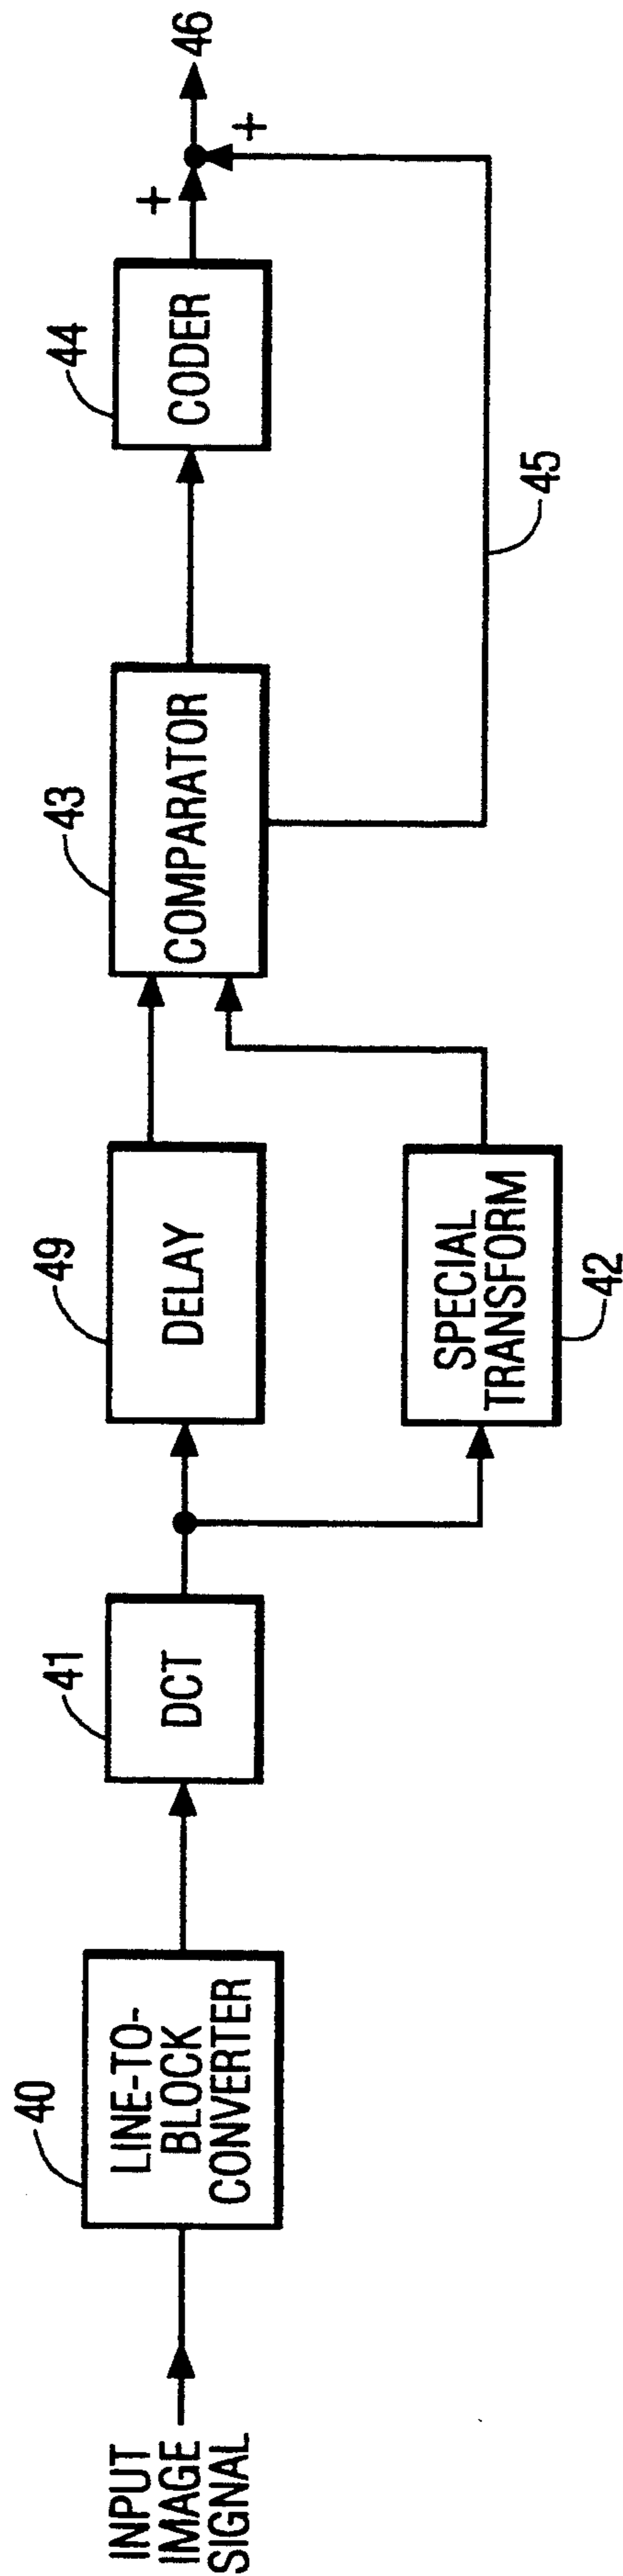 INPUT
IMAGE
SIGNAL
40
LINE-TO-
BLOCK
CONVERTER
41
DCT
49
DELAY
SPECIAL
TRANSFORM
42
43
COMPARATOR
44
CODER
45
+
+
46